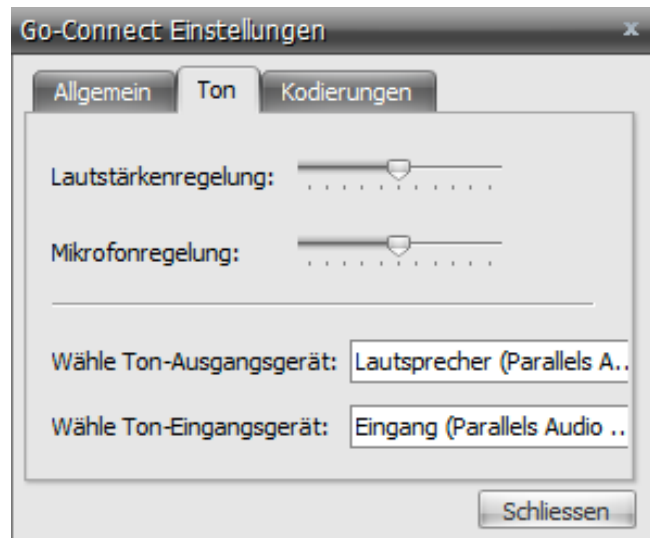 Go-Connect Einstellungen x
Allgemein Ton Kodierungen
Lautstärkenregelung:
Mikrofonregelung:
Wähle Ton-Ausgangsgerät: Lautsprecher (Parallels A..
Wähle Ton-Eingangsgerät: Eingang (Parallels Audio ..
Schliessen